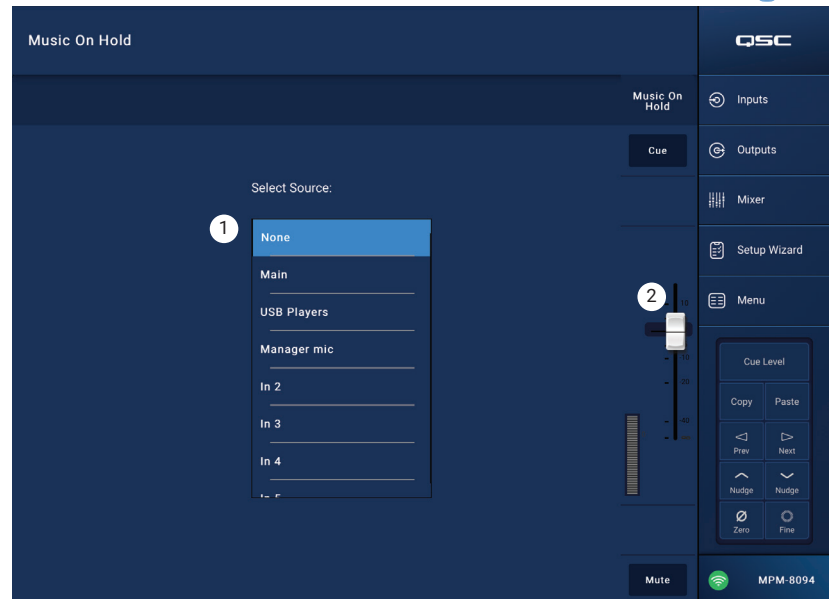 Music On Hold
QSC
Music On
Hold
Inputs
Cue
Outputs
Select Source:
Mixer
1
None
Setup Wizard
Main
2
10
Menu
USB Players
Manager mic
10
Cue Level
In 2
20
Copy
Paste
In 3
40
Prev
Next
In 4
Nudge
Nudge
Zero
Fine
Mute
MPM-8094